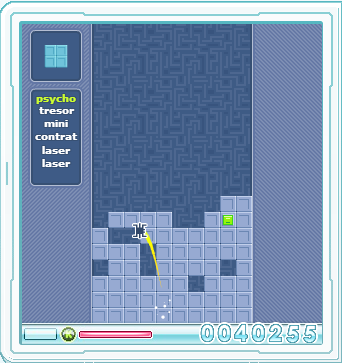 psycho
tresor
mini
contrat
laser
laser
0040255